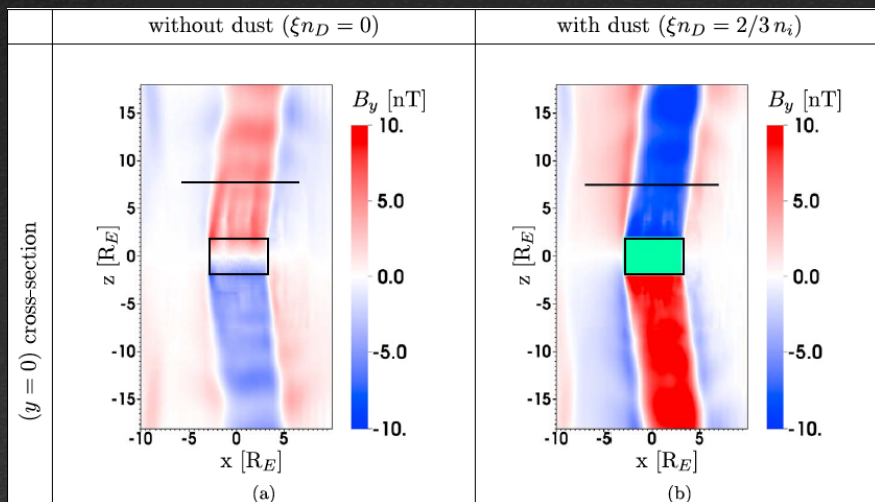 without dust (ξn_D = 0)
with dust (ξn_D = 2/3 n_i)
(y = 0) cross-section
B_y [nT]
10.
5.0
0.0
-5.0
-10.
15
10
5
0
-5
-10
-15
z [R_E]
-10
-5
0
5
x [R_E]
(a)
B_y [nT]
10.
5.0
0.0
-5.0
-10.
15
10
5
0
-5
-10
-15
z [R_E]
-10
-5
0
5
x [R_E]
(b)